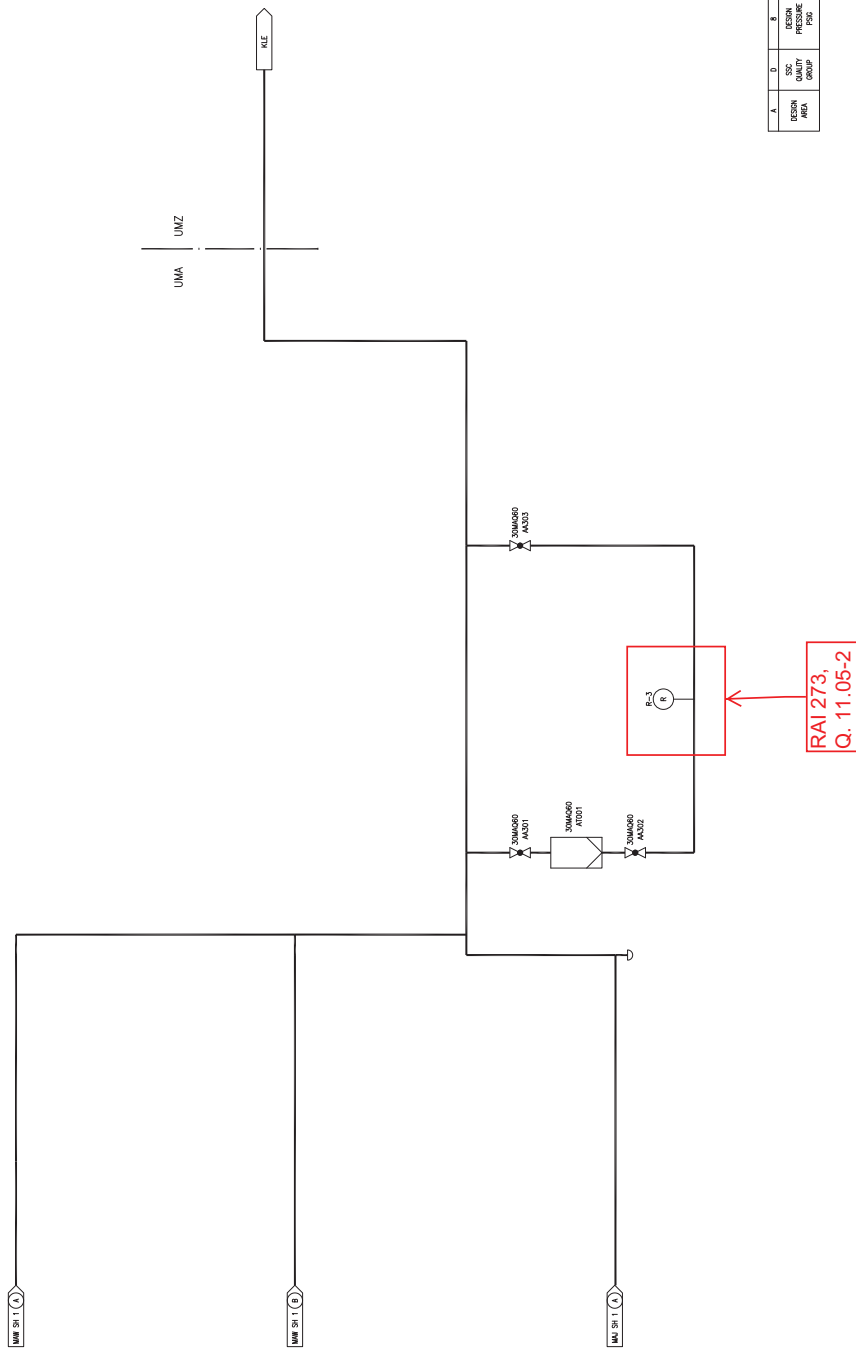 KLE
A D B
DESIGN
AREA
SSC
QUALITY
GROUP
DESIGN
PRESSURE
PSIG
UMA UMZ
30MAQ60
AA303
R-3
R
30MAQ60
AA301
30MAQ60
AT001
30MAQ60
AA302
RAI 273,
Q. 11.05-2
MAW SH 1 A
MAW SH 1 B
MAJ SH 1 A